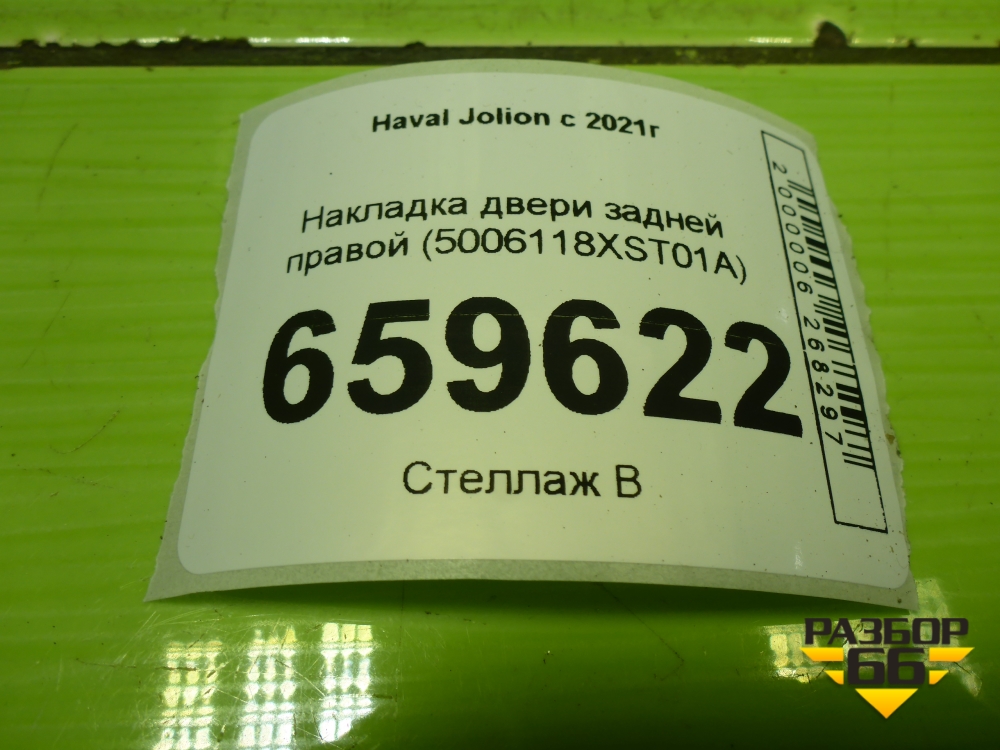 Haval Jolion с 2021г
Накладка двери задней
правой (5006118XST01A)
659622
Стеллаж В
2000006268297
РАЗБОР
66